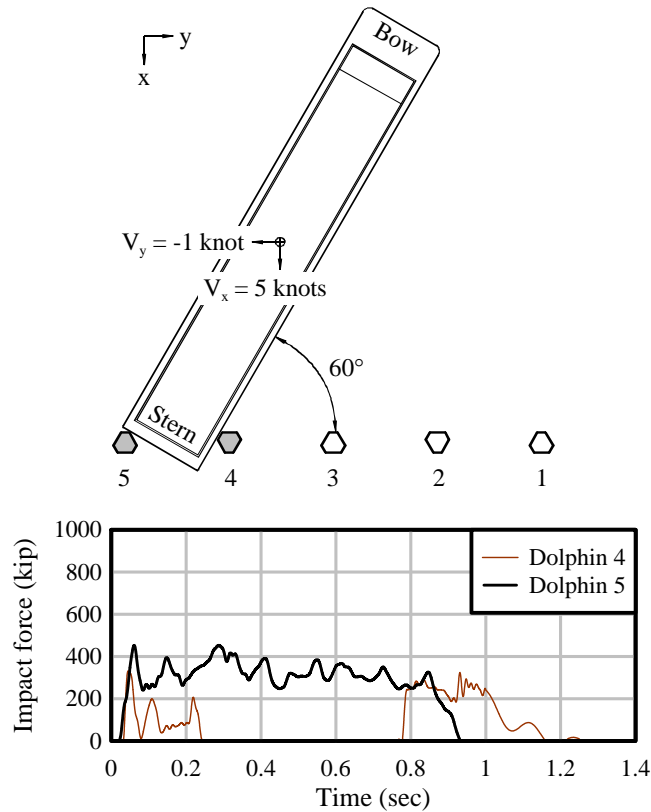 Bow
y
x
V_y = -1 knot
V_x = 5 knots
60°
Stern
5 4 3 2 1
1000
800
600
400
200
0
Impact force (kip)
Dolphin 4
Dolphin 5
0 0.2 0.4 0.6 0.8 1 1.2 1.4
Time (sec)